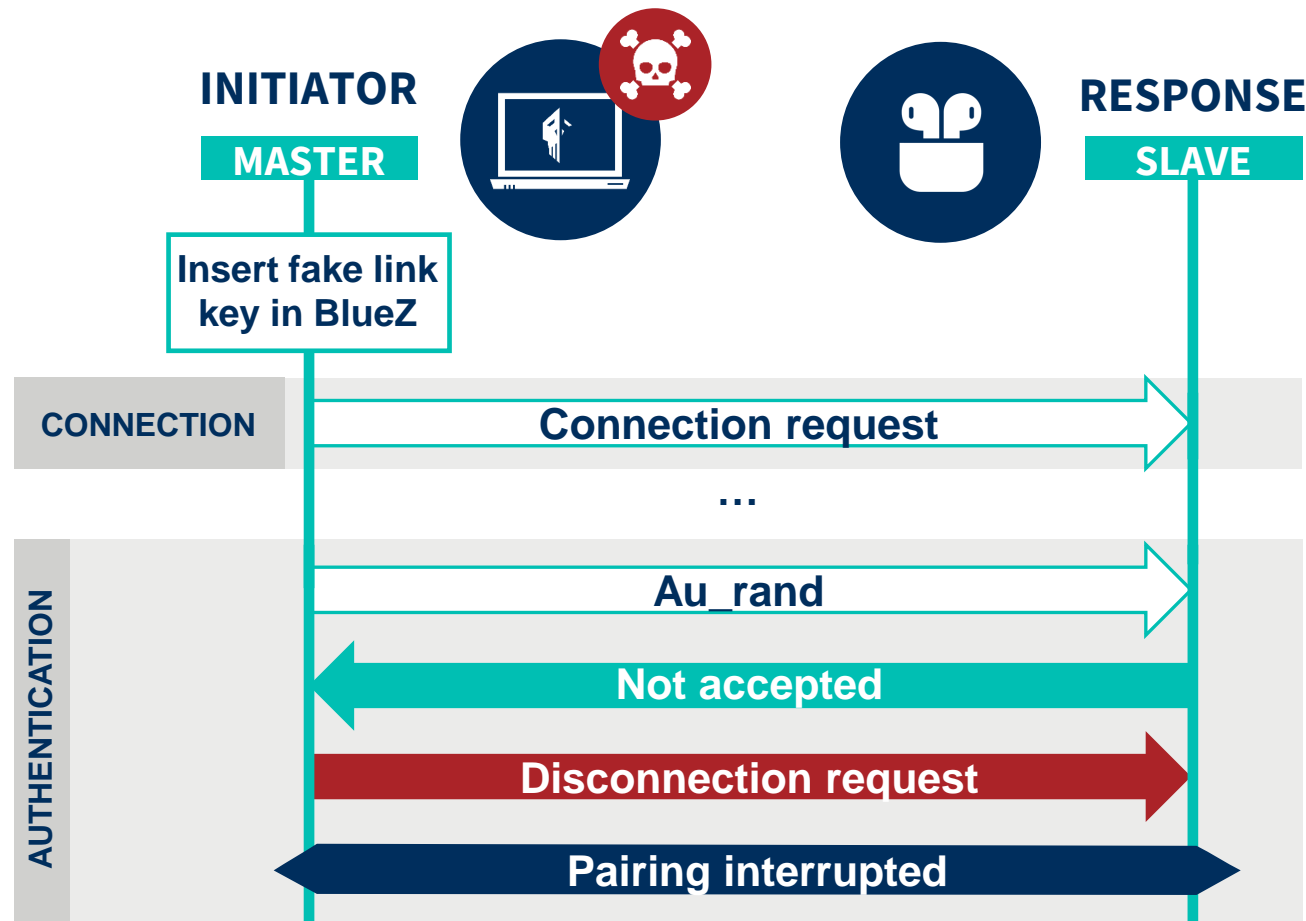 INITIATOR
RESPONSE
MASTER
SLAVE
Insert fake link
key in BlueZ
CONNECTION
Connection request
...
AUTHENTICATION
Au_rand
Not accepted
Disconnection request
Pairing interrupted